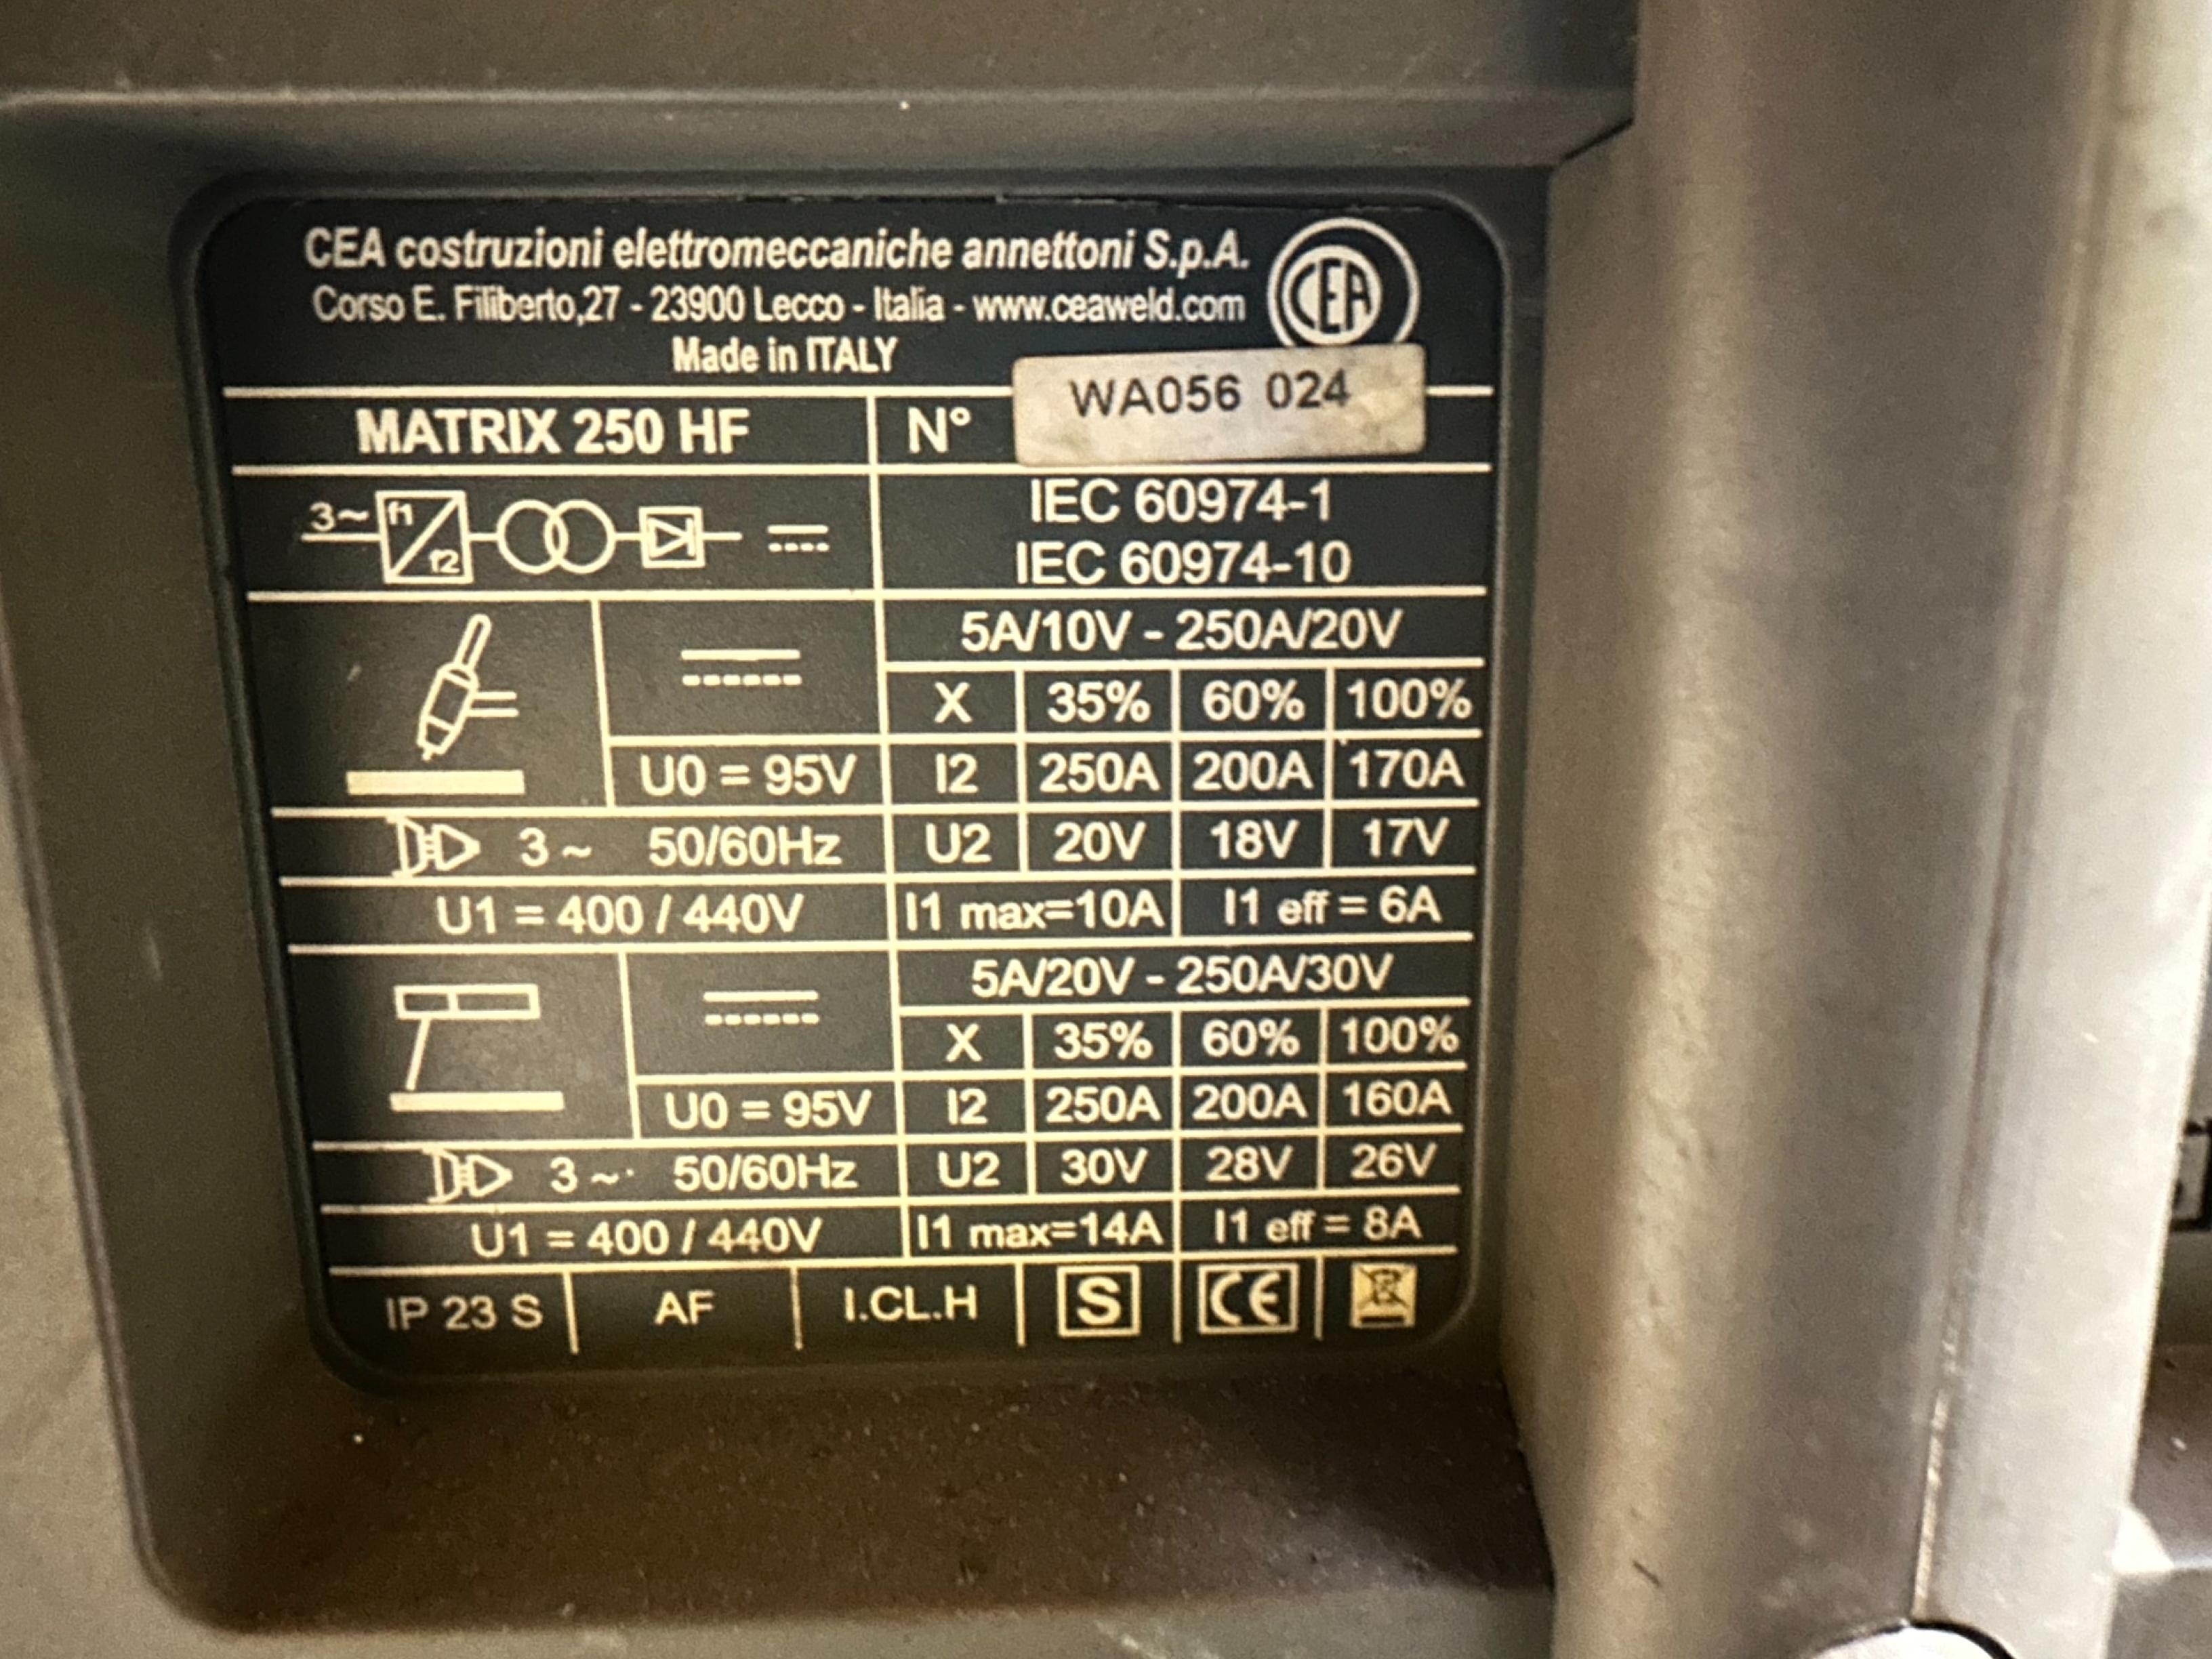 CEA costruzioni elettromeccaniche annettoni S.p.A.
Corso E. Filiberto,27 - 23900 Lecco - Italia - www.ceaweld.com
CEA
Made in ITALY
MATRIX 250 HF N° WA056 024
3~ f1 f2
IEC 60974-1
IEC 60974-10
5A/10V - 250A/20V
X 35% 60% 100%
U0 = 95V I2 250A 200A 170A
3~ 50/60Hz U2 20V 18V 17V
U1 = 400 / 440V I1 max=10A I1 eff = 6A
5A/20V - 250A/30V
X 35% 60% 100%
U0 = 95V I2 250A 200A 160A
3~ 50/60Hz U2 30V 28V 26V
U1 = 400 / 440V I1 max=14A I1 eff = 8A
IP 23 S AF I.CL.H S CE